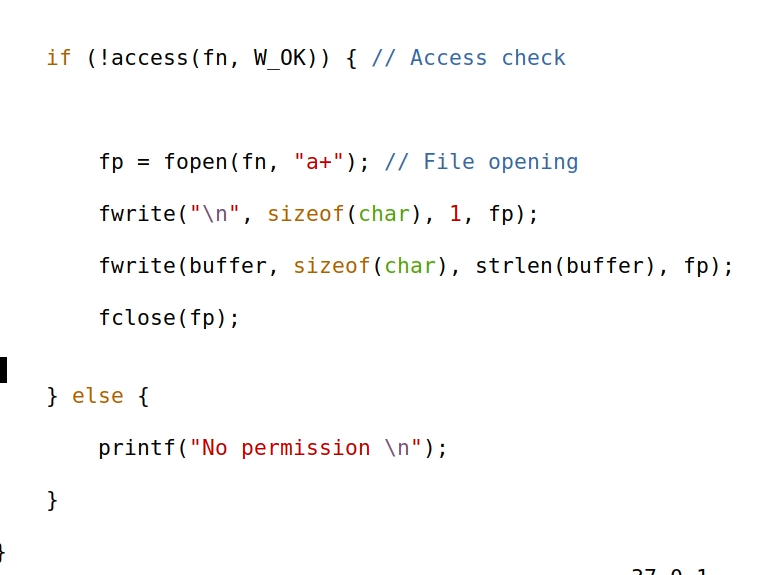 if (!access(fn, W_OK)) { // Access check
fp = fopen(fn, "a+"); // File opening
fwrite("\n", sizeof(char), 1, fp);
fwrite(buffer, sizeof(char), strlen(buffer), fp);
fclose(fp);
} else {
printf("No permission \n");
}
}